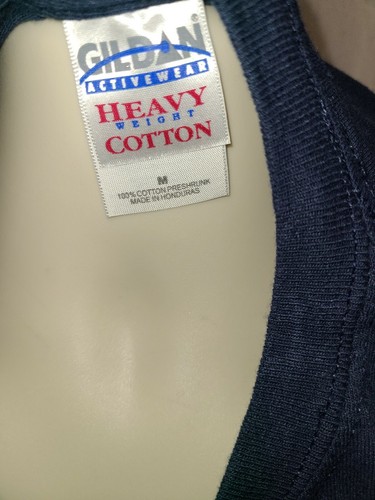 GILDAN
ACTIVEWEAR
HEAVY
WEIGHT
COTTON
M
100% COTTON PRESHRUNK
MADE IN HONDURAS